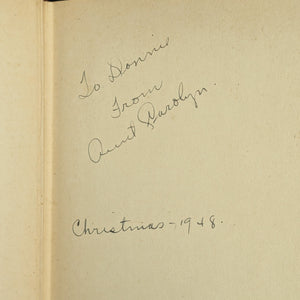 To Donnie
From
Aunt Carolyn.
Christmas - 1948.